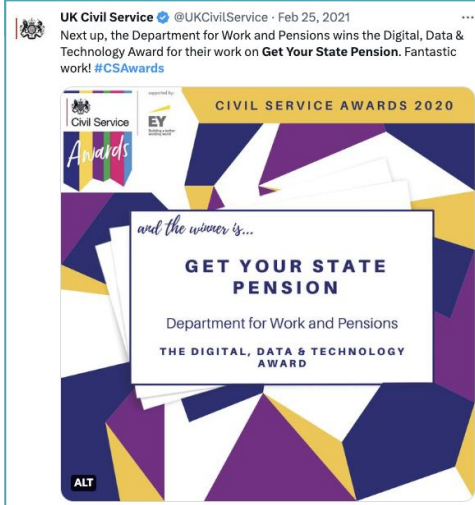 UK Civil Service @UKCivilService · Feb 25, 2021 ...
Next up, the Department for Work and Pensions wins the Digital, Data &
Technology Award for their work on Get Your State Pension. Fantastic
work! #CSAwards
supported by:
Civil Service
EY
Building a better
working world
Awards
CIVIL SERVICE AWARDS 2020
and the winner is...
GET YOUR STATE
PENSION
Department for Work and Pensions
THE DIGITAL, DATA & TECHNOLOGY
AWARD
ALT